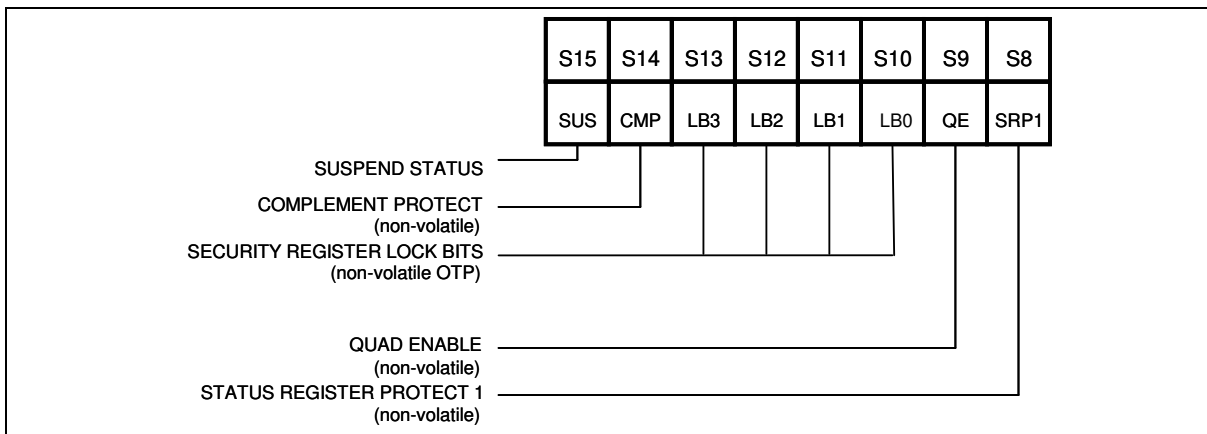 S15 S14 S13 S12 S11 S10 S9 S8
SUS CMP LB3 LB2 LB1 LB0 QE SRP1
SUSPEND STATUS
COMPLEMENT PROTECT
(non-volatile)
SECURITY REGISTER LOCK BITS
(non-volatile OTP)
QUAD ENABLE
(non-volatile)
STATUS REGISTER PROTECT 1
(non-volatile)